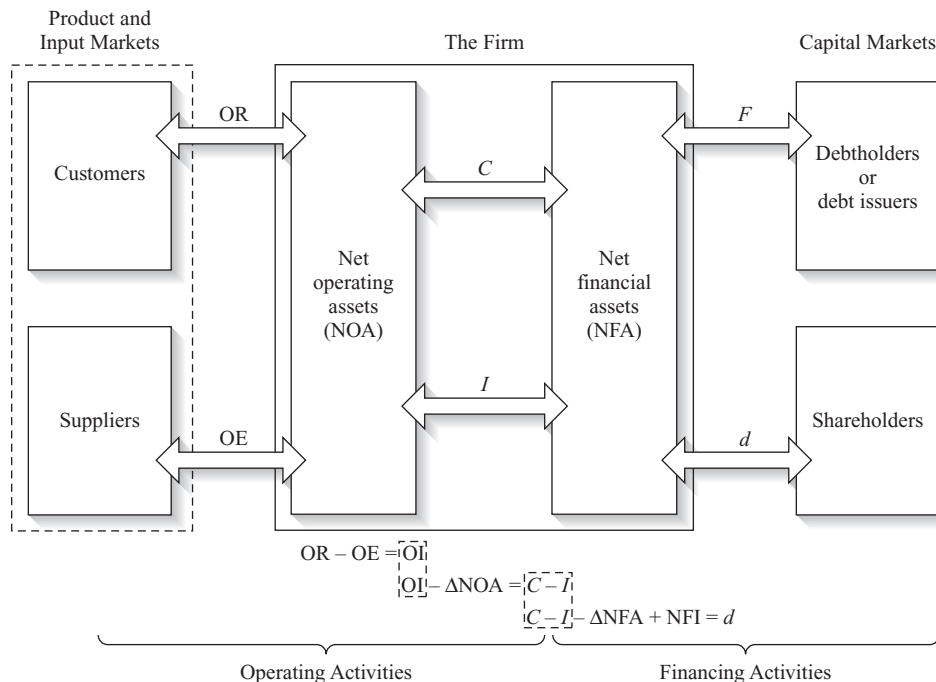 Product and
Input Markets
The Firm
Capital Markets
Customers
OR
C
F
Debtholders
or
debt issuers
Net
operating
assets
(NOA)
Net
financial
assets
(NFA)
Suppliers
OE
I
d
Shareholders
OR – OE = OI
OI – ΔNOA = C – I
C – I – ΔNFA + NFI = d
Operating Activities
Financing Activities